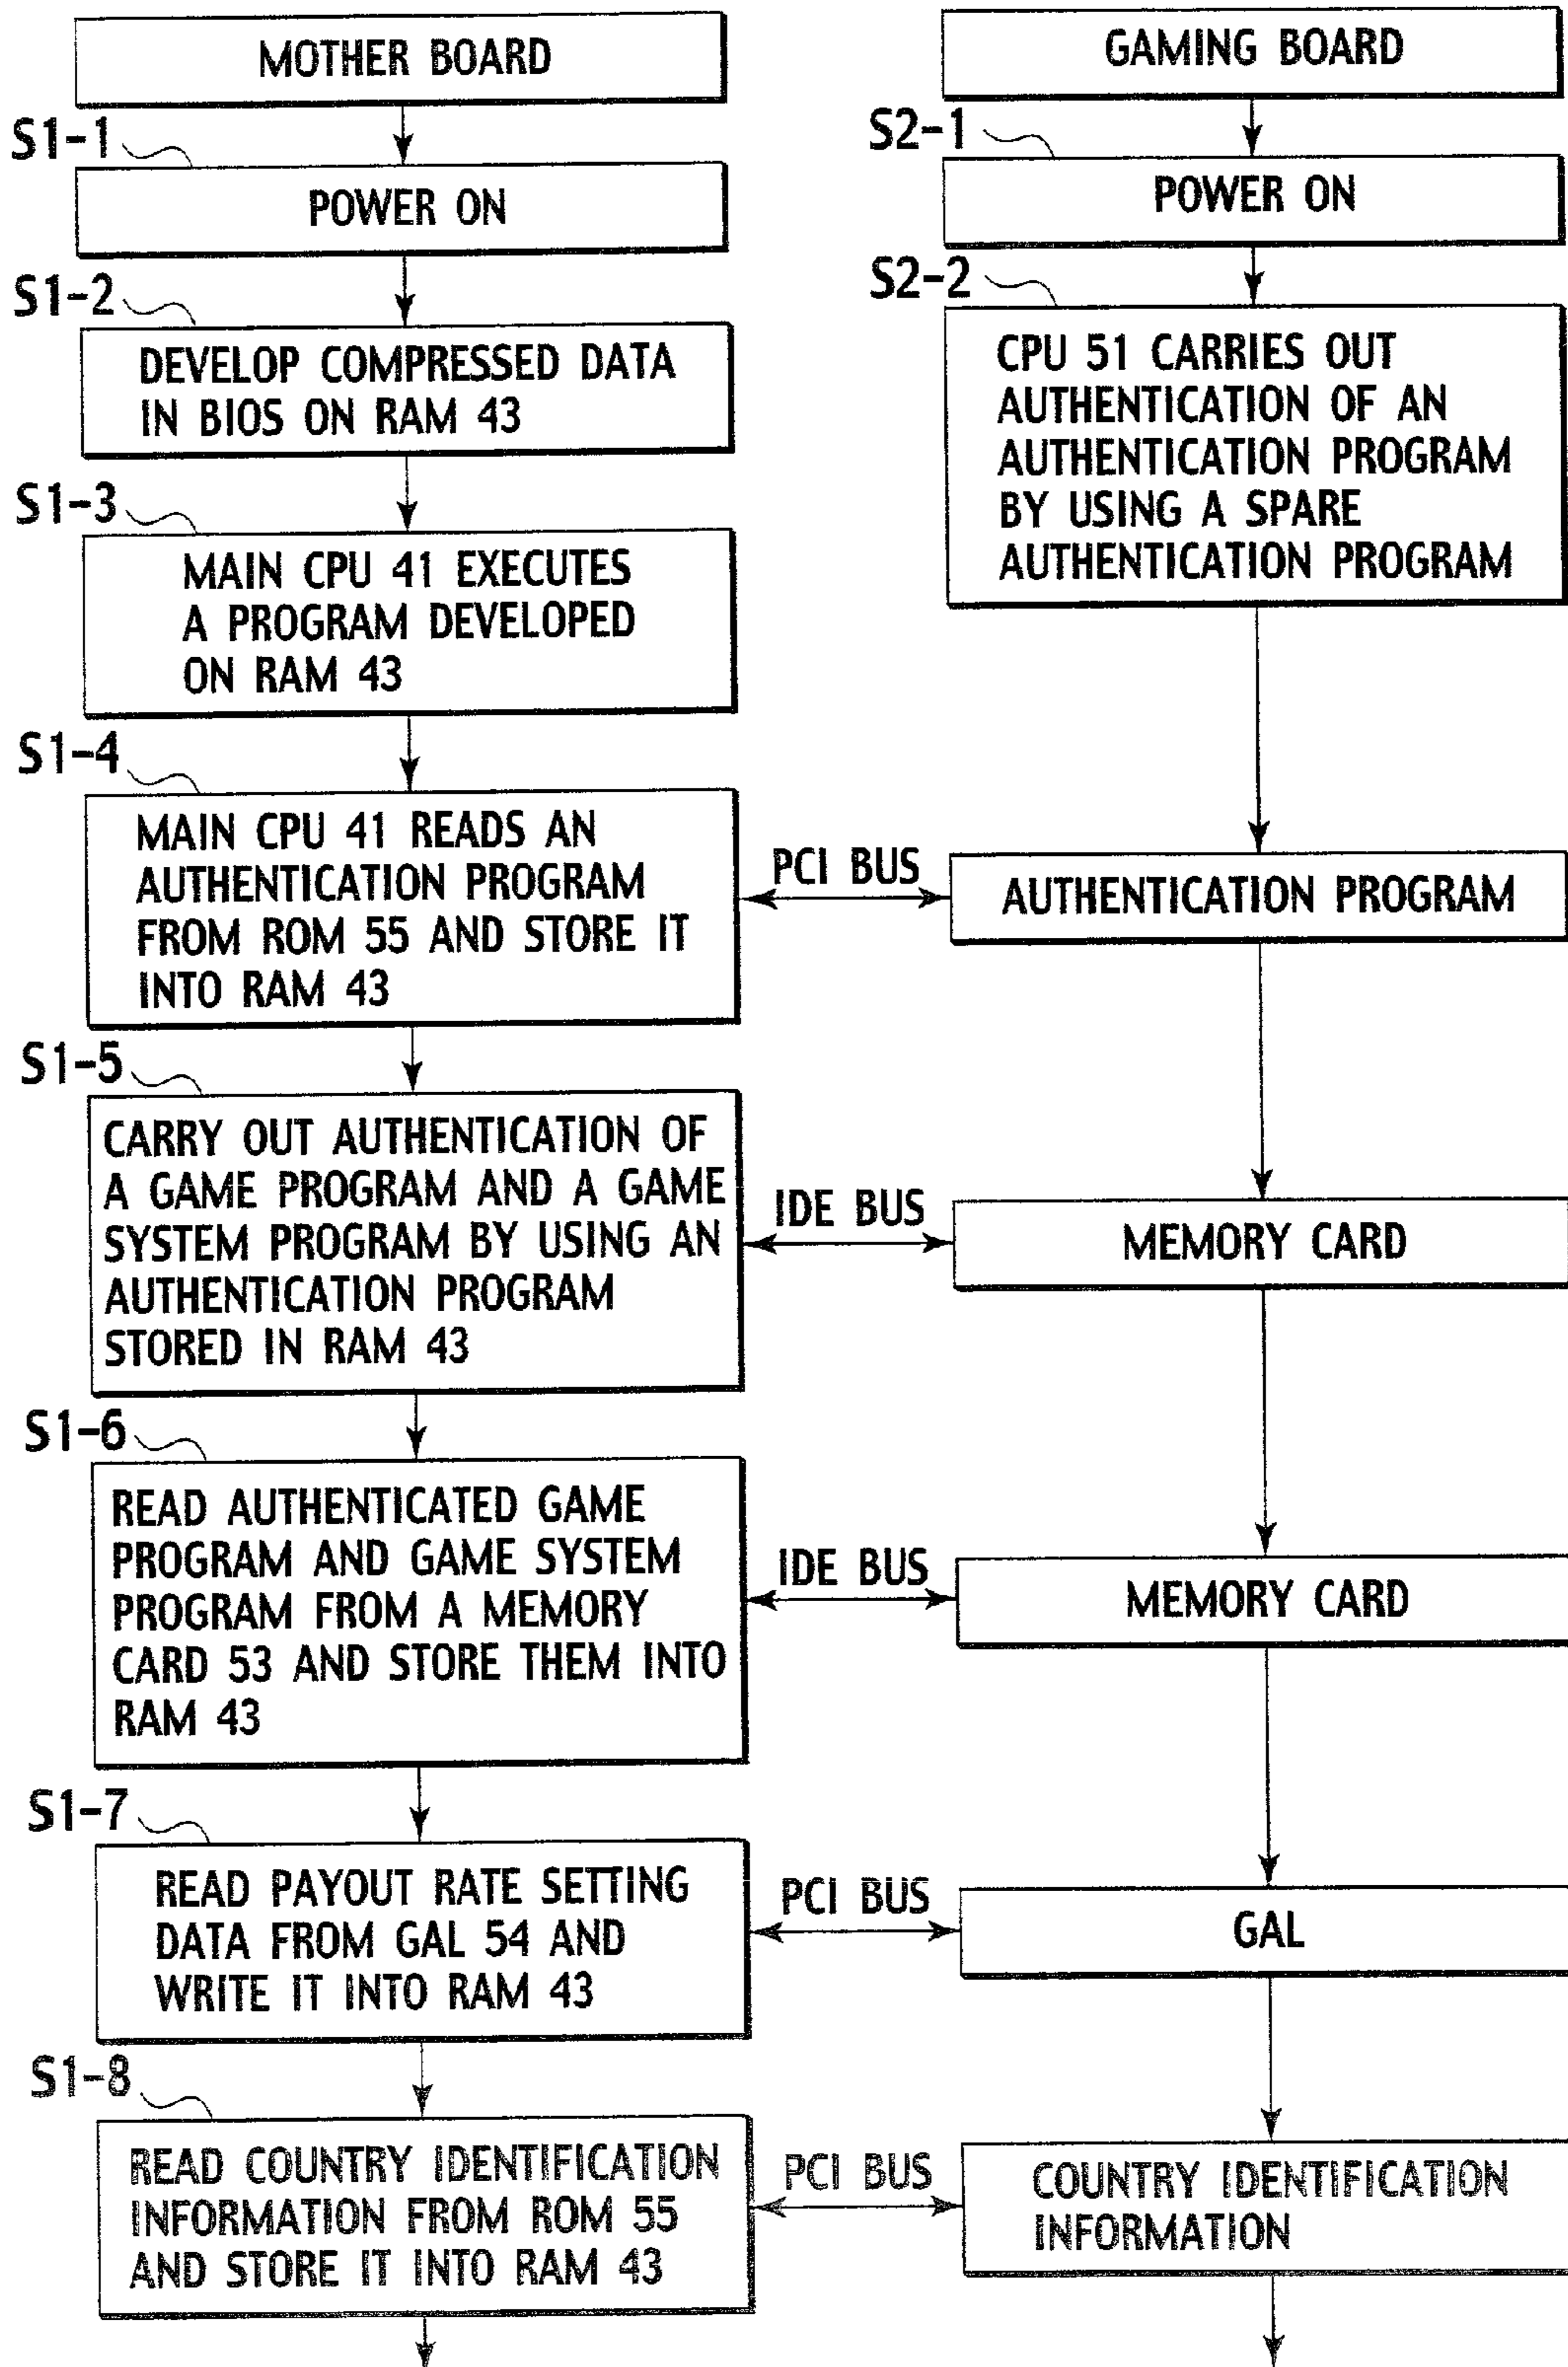 MOTHER BOARD
S1-1
POWER ON
S1-2
DEVELOP COMPRESSED DATA
IN BIOS ON RAM 43
S1-3
MAIN CPU 41 EXECUTES
A PROGRAM DEVELOPED
ON RAM 43
S1-4
MAIN CPU 41 READS AN
AUTHENTICATION PROGRAM
FROM ROM 55 AND STORE IT
INTO RAM 43
S1-5
CARRY OUT AUTHENTICATION OF
A GAME PROGRAM AND A GAME
SYSTEM PROGRAM BY USING AN
AUTHENTICATION PROGRAM
STORED IN RAM 43
S1-6
READ AUTHENTICATED GAME
PROGRAM AND GAME SYSTEM
PROGRAM FROM A MEMORY
CARD 53 AND STORE THEM INTO
RAM 43
S1-7
READ PAYOUT RATE SETTING
DATA FROM GAL 54 AND
WRITE IT INTO RAM 43
S1-8
READ COUNTRY IDENTIFICATION
INFORMATION FROM ROM 55
AND STORE IT INTO RAM 43
PCI BUS
IDE BUS
IDE BUS
PCI BUS
PCI BUS
GAMING BOARD
S2-1
POWER ON
S2-2
CPU 51 CARRIES OUT
AUTHENTICATION OF AN
AUTHENTICATION PROGRAM
BY USING A SPARE
AUTHENTICATION PROGRAM
AUTHENTICATION PROGRAM
MEMORY CARD
MEMORY CARD
GAL
COUNTRY IDENTIFICATION
INFORMATION